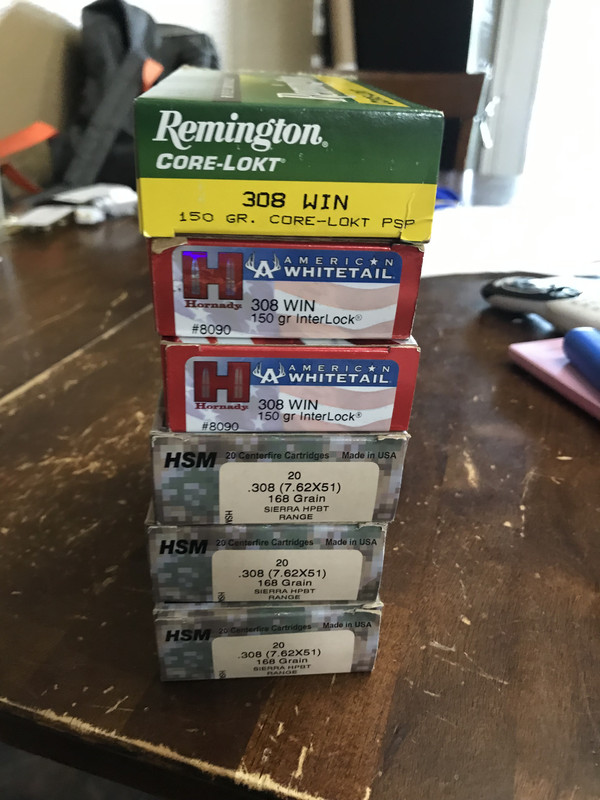 Remington®
CORE-LOKT®
308 WIN
150 GR. CORE-LOKT PSP
AMERICAN
WHITETAIL
Hornady
308 WIN
150 gr InterLock®
#8090
AMERICAN
WHITETAIL
Hornady
308 WIN
150 gr InterLock®
#8090
HSM 20 Centerfire Cartridges Made in USA
20
.308 (7.62X51)
168 Grain
SIERRA HPBT
RANGE
HSM
HSM 20 Centerfire Cartridges Made in USA
20
.308 (7.62X51)
168 Grain
SIERRA HPBT
RANGE
HSM 20 Centerfire Cartridges Made in USA
20
.308 (7.62X51)
168 Grain
SIERRA HPBT
RANGE